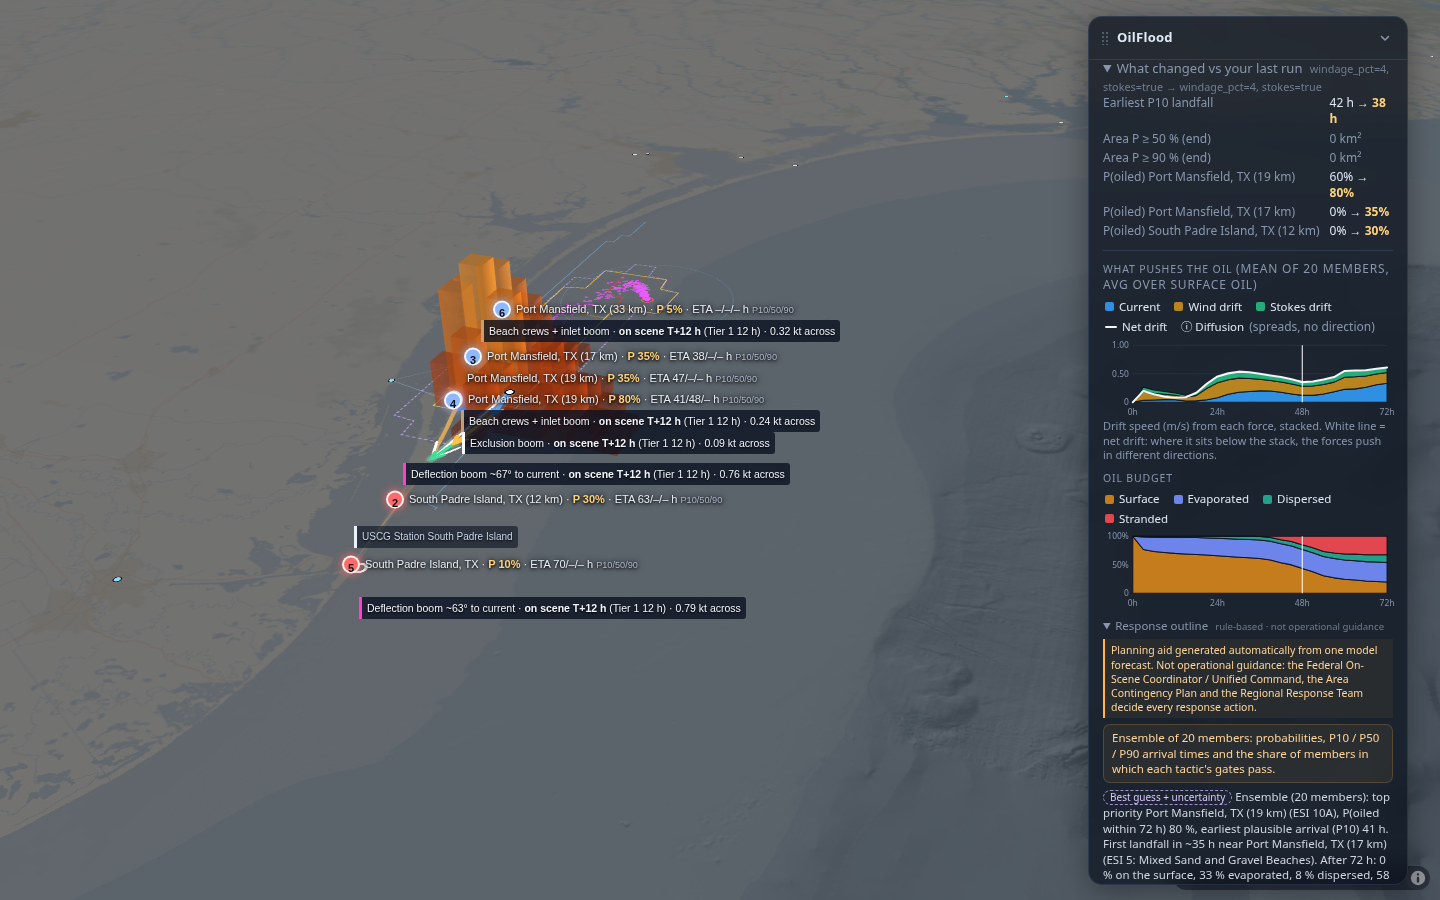 6 Port Mansfield, TX (33 km) · P 5% · ETA –/–/– h P10/50/90
Beach crews + inlet boom · on scene T+12 h (Tier 1 12 h) · 0.32 kt across
3 Port Mansfield, TX (17 km) · P 35% · ETA 38/–/– h P10/50/90
Port Mansfield, TX (19 km) · P 35% · ETA 47/–/– h P10/50/90
4 Port Mansfield, TX (19 km) · P 80% · ETA 41/48/– h P10/50/90
Beach crews + inlet boom · on scene T+12 h (Tier 1 12 h) · 0.24 kt across
Exclusion boom · on scene T+12 h (Tier 1 12 h) · 0.09 kt across
Deflection boom ~67° to current · on scene T+12 h (Tier 1 12 h) · 0.76 kt across
2 South Padre Island, TX (12 km) · P 30% · ETA 63/–/– h P10/50/90
USCG Station South Padre Island
5 South Padre Island, TX · P 10% · ETA 70/–/– h P10/50/90
Deflection boom ~63° to current · on scene T+12 h (Tier 1 12 h) · 0.79 kt across
OilFlood
▼ What changed vs your last run windage_pct=4,
stokes=true → windage_pct=4, stokes=true
Earliest P10 landfall 42 h → 38
h
Area P ≥ 50 % (end) 0 km²
Area P ≥ 90 % (end) 0 km²
P(oiled) Port Mansfield, TX (19 km) 60% →
80%
P(oiled) Port Mansfield, TX (17 km) 0% → 35%
P(oiled) South Padre Island, TX (12 km) 0% → 30%
WHAT PUSHES THE OIL (MEAN OF 20 MEMBERS,
AVG OVER SURFACE OIL)
Current Wind drift Stokes drift
Net drift ⓘ Diffusion (spreads, no direction)
1.00
0.50
0
0h 24h 48h 72h
Drift speed (m/s) from each force, stacked. White line =
net drift: where it sits below the stack, the forces push
in different directions.
OIL BUDGET
Surface Evaporated Dispersed
Stranded
100%
50%
0
0h 24h 48h 72h
▼ Response outline rule-based · not operational guidance
Planning aid generated automatically from one model
forecast. Not operational guidance: the Federal On-
Scene Coordinator / Unified Command, the Area
Contingency Plan and the Regional Response Team
decide every response action.
Ensemble of 20 members: probabilities, P10 / P50
/ P90 arrival times and the share of members in
which each tactic's gates pass.
Best guess + uncertainty Ensemble (20 members): top
priority Port Mansfield, TX (19 km) (ESI 10A), P(oiled
within 72 h) 80 %, earliest plausible arrival (P10) 41 h.
First landfall in ~35 h near Port Mansfield, TX (17 km)
(ESI 5: Mixed Sand and Gravel Beaches). After 72 h: 0
% on the surface, 33 % evaporated, 8 % dispersed, 58